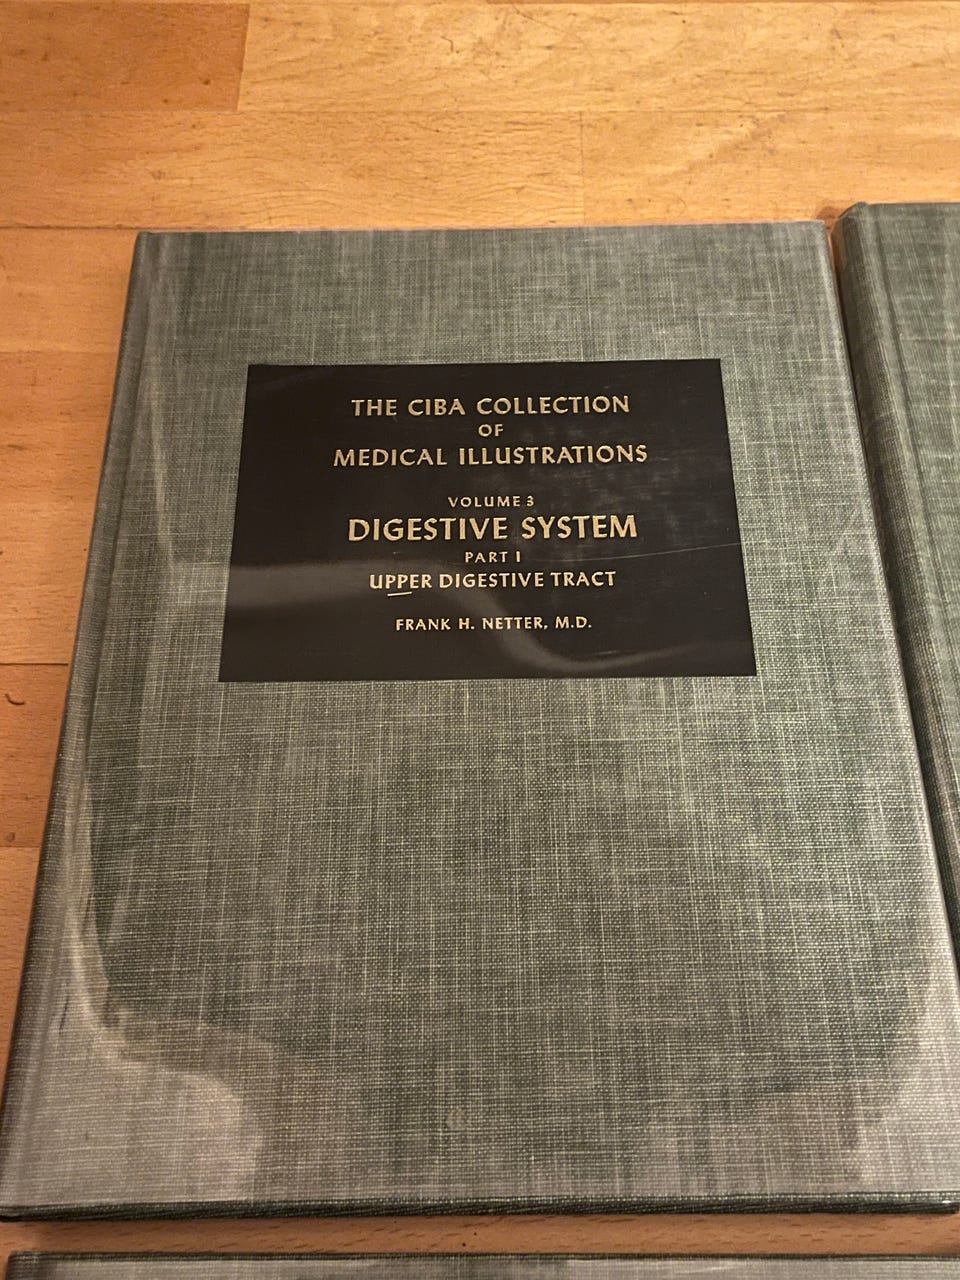 THE CIBA COLLECTION
OF
MEDICAL ILLUSTRATIONS
VOLUME 3
DIGESTIVE SYSTEM
PART I
UPPER DIGESTIVE TRACT
FRANK H. NETTER, M.D.